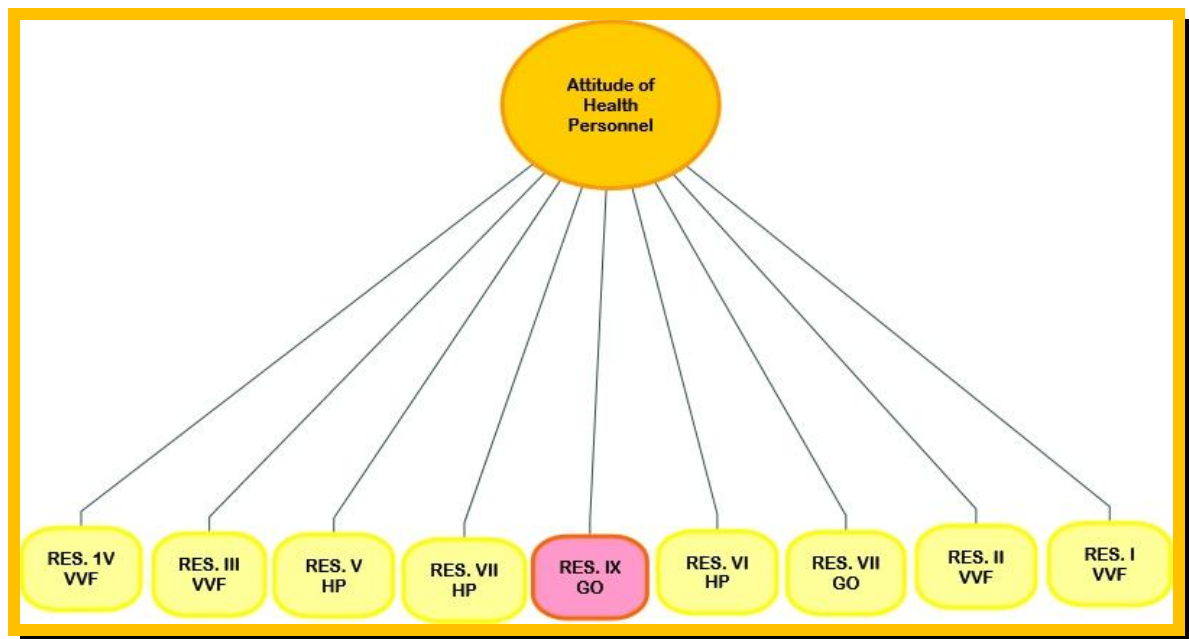 Attitude of
Health
Personnel
RES. 1V
VVF
RES. III
VVF
RES. V
HP
RES. VII
HP
RES. IX
GO
RES. VI
HP
RES. VII
GO
RES. II
VVF
RES. I
VVF